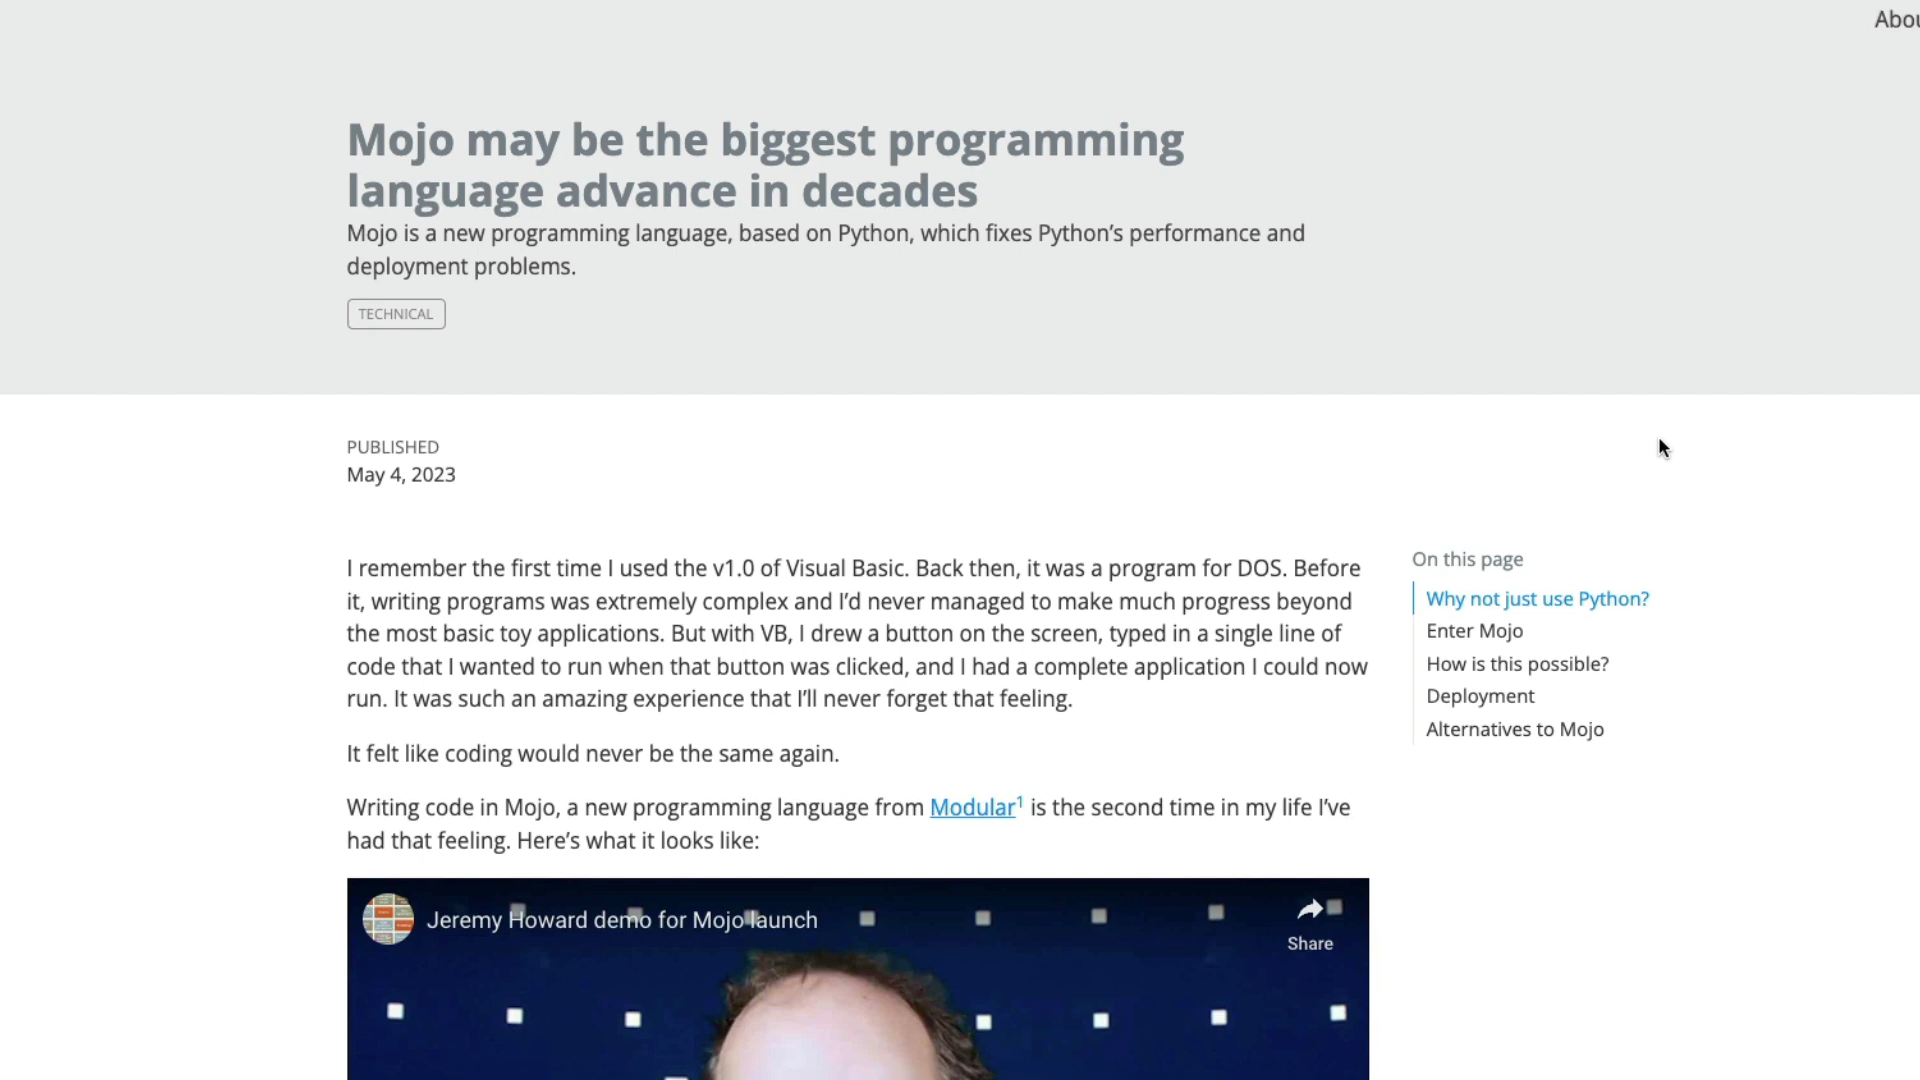 Abou
Mojo may be the biggest programming
language advance in decades
Mojo is a new programming language, based on Python, which fixes Python’s performance and
deployment problems.
TECHNICAL
PUBLISHED
May 4, 2023
I remember the first time I used the v1.0 of Visual Basic. Back then, it was a program for DOS. Before
it, writing programs was extremely complex and I’d never managed to make much progress beyond
the most basic toy applications. But with VB, I drew a button on the screen, typed in a single line of
code that I wanted to run when that button was clicked, and I had a complete application I could now
run. It was such an amazing experience that I’ll never forget that feeling.
It felt like coding would never be the same again.
Writing code in Mojo, a new programming language from Modular¹ is the second time in my life I’ve
had that feeling. Here’s what it looks like:
On this page
Why not just use Python?
Enter Mojo
How is this possible?
Deployment
Alternatives to Mojo
Jeremy Howard demo for Mojo launch
Share